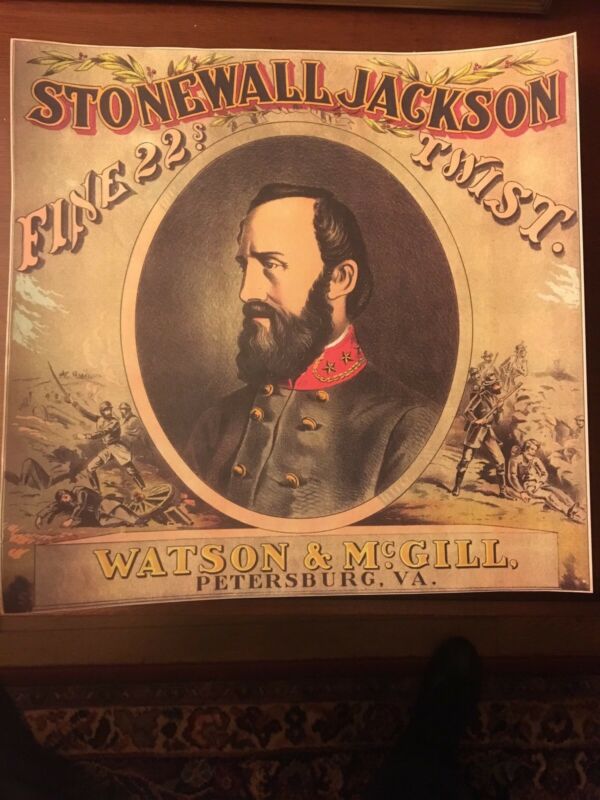 STONEWALL JACKSON
FINE 22S TWIST.
WATSON & McGILL,
PETERSBURG, VA.